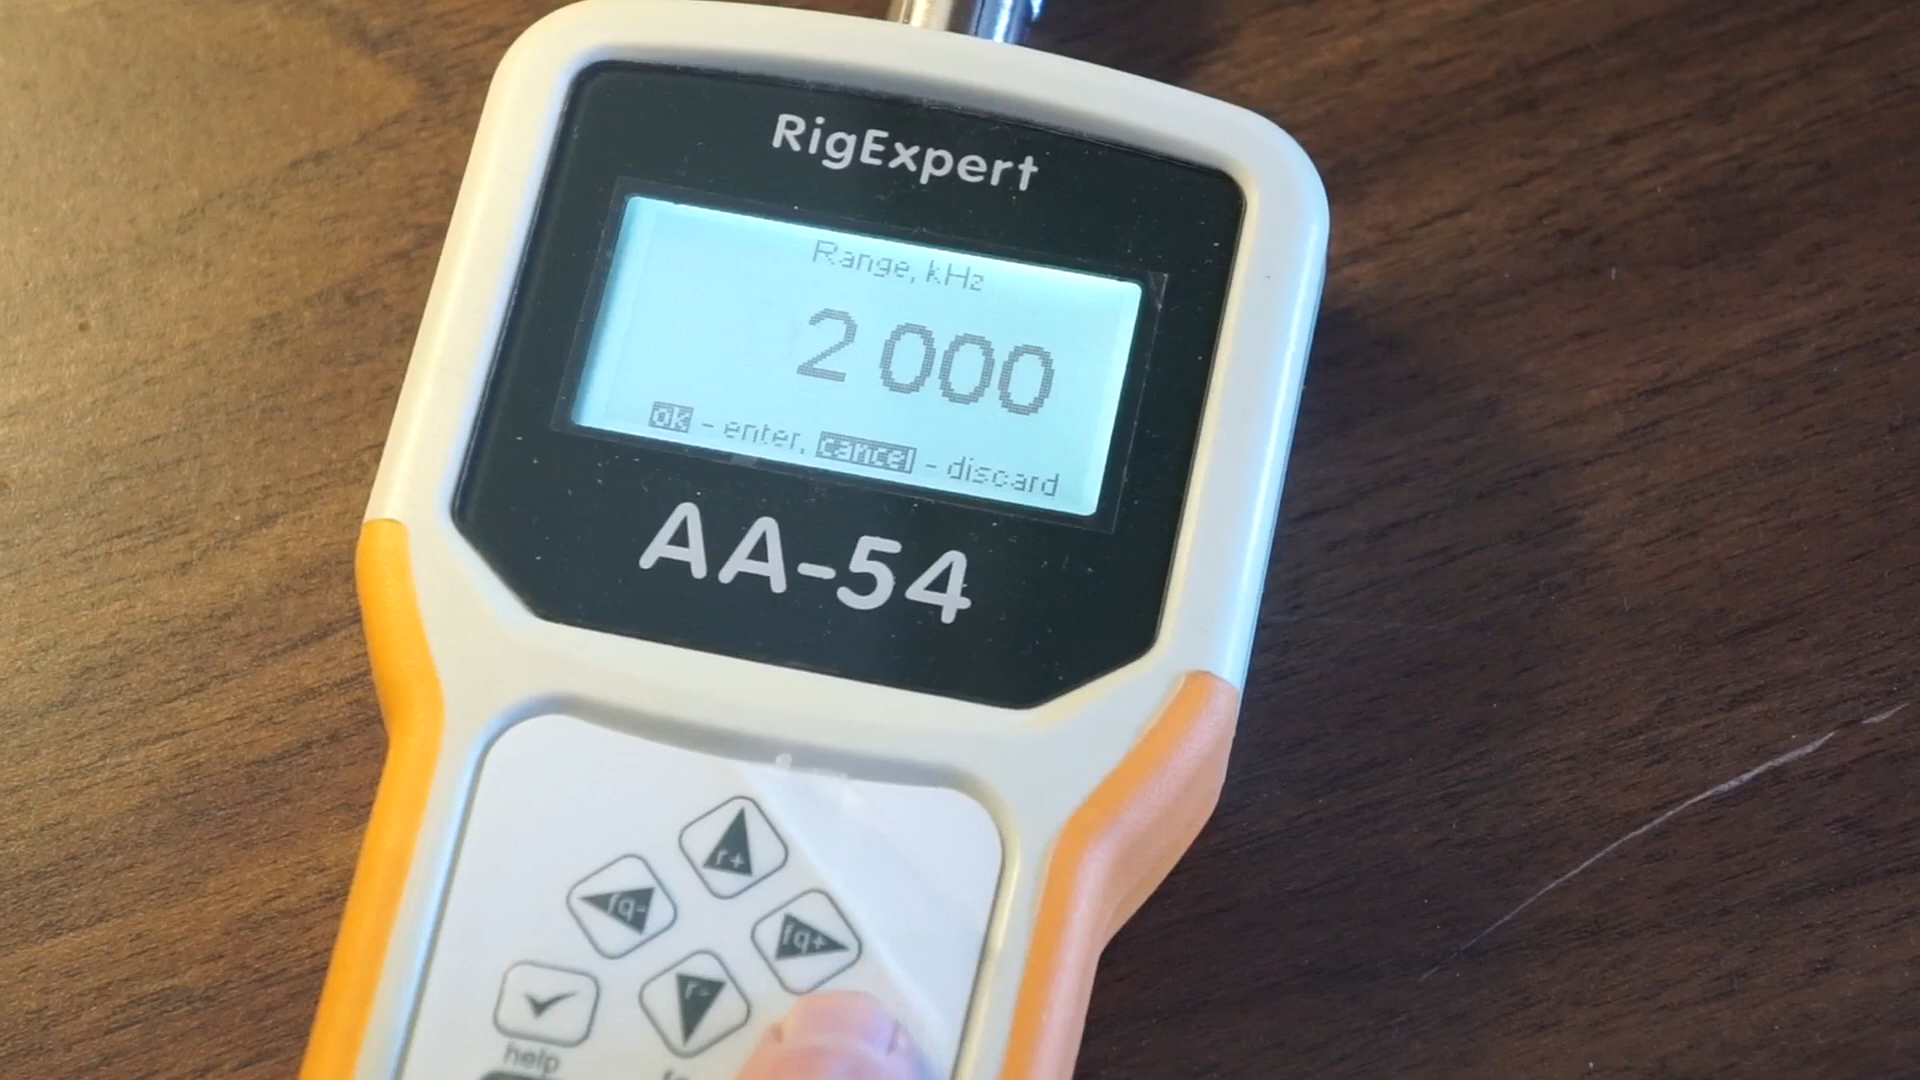 RigExpert
Range, kHz
2 000
ok - enter, cancel - discard
AA-54
r+
fq-
fq+
r-
help